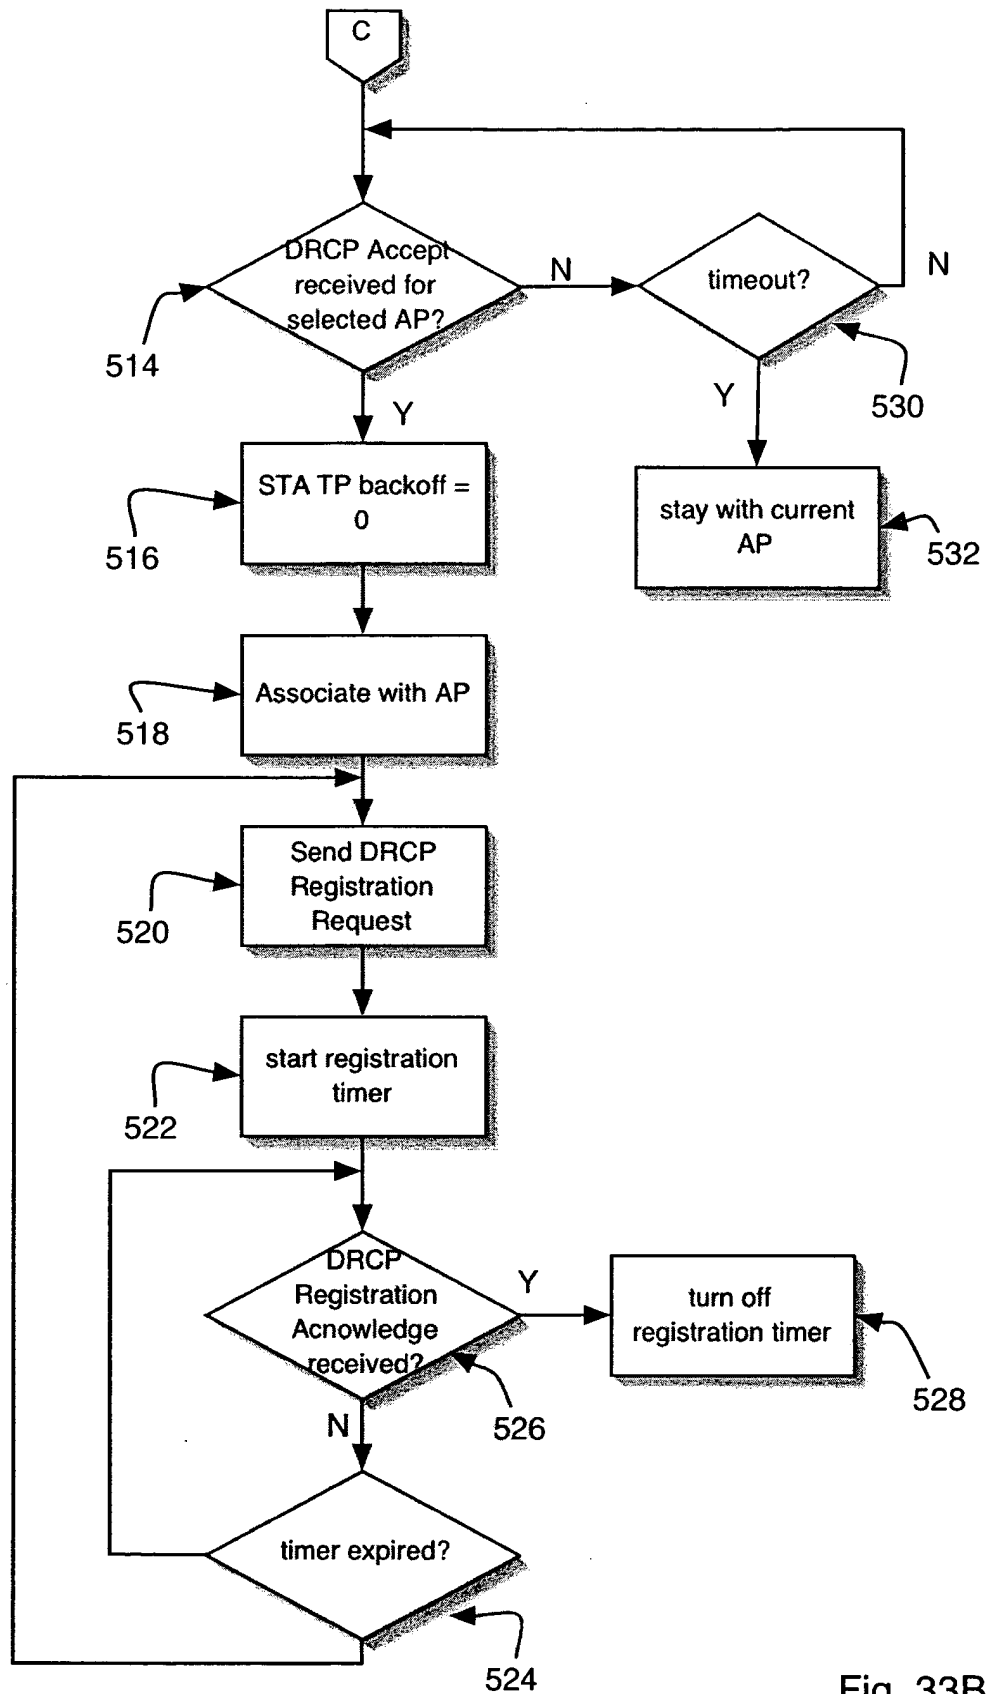 C
DRCP Accept
received for
selected AP?
N
timeout?
N
514
Y
Y
530
STA TP backoff =
0
516
stay with current
AP
532
Associate with AP
518
Send DRCP
Registration
Request
520
start registration
timer
522
DRCP
Registration
Acnowledge
received?
Y
turn off
registration timer
528
N
526
timer expired?
524
Fig. 33B